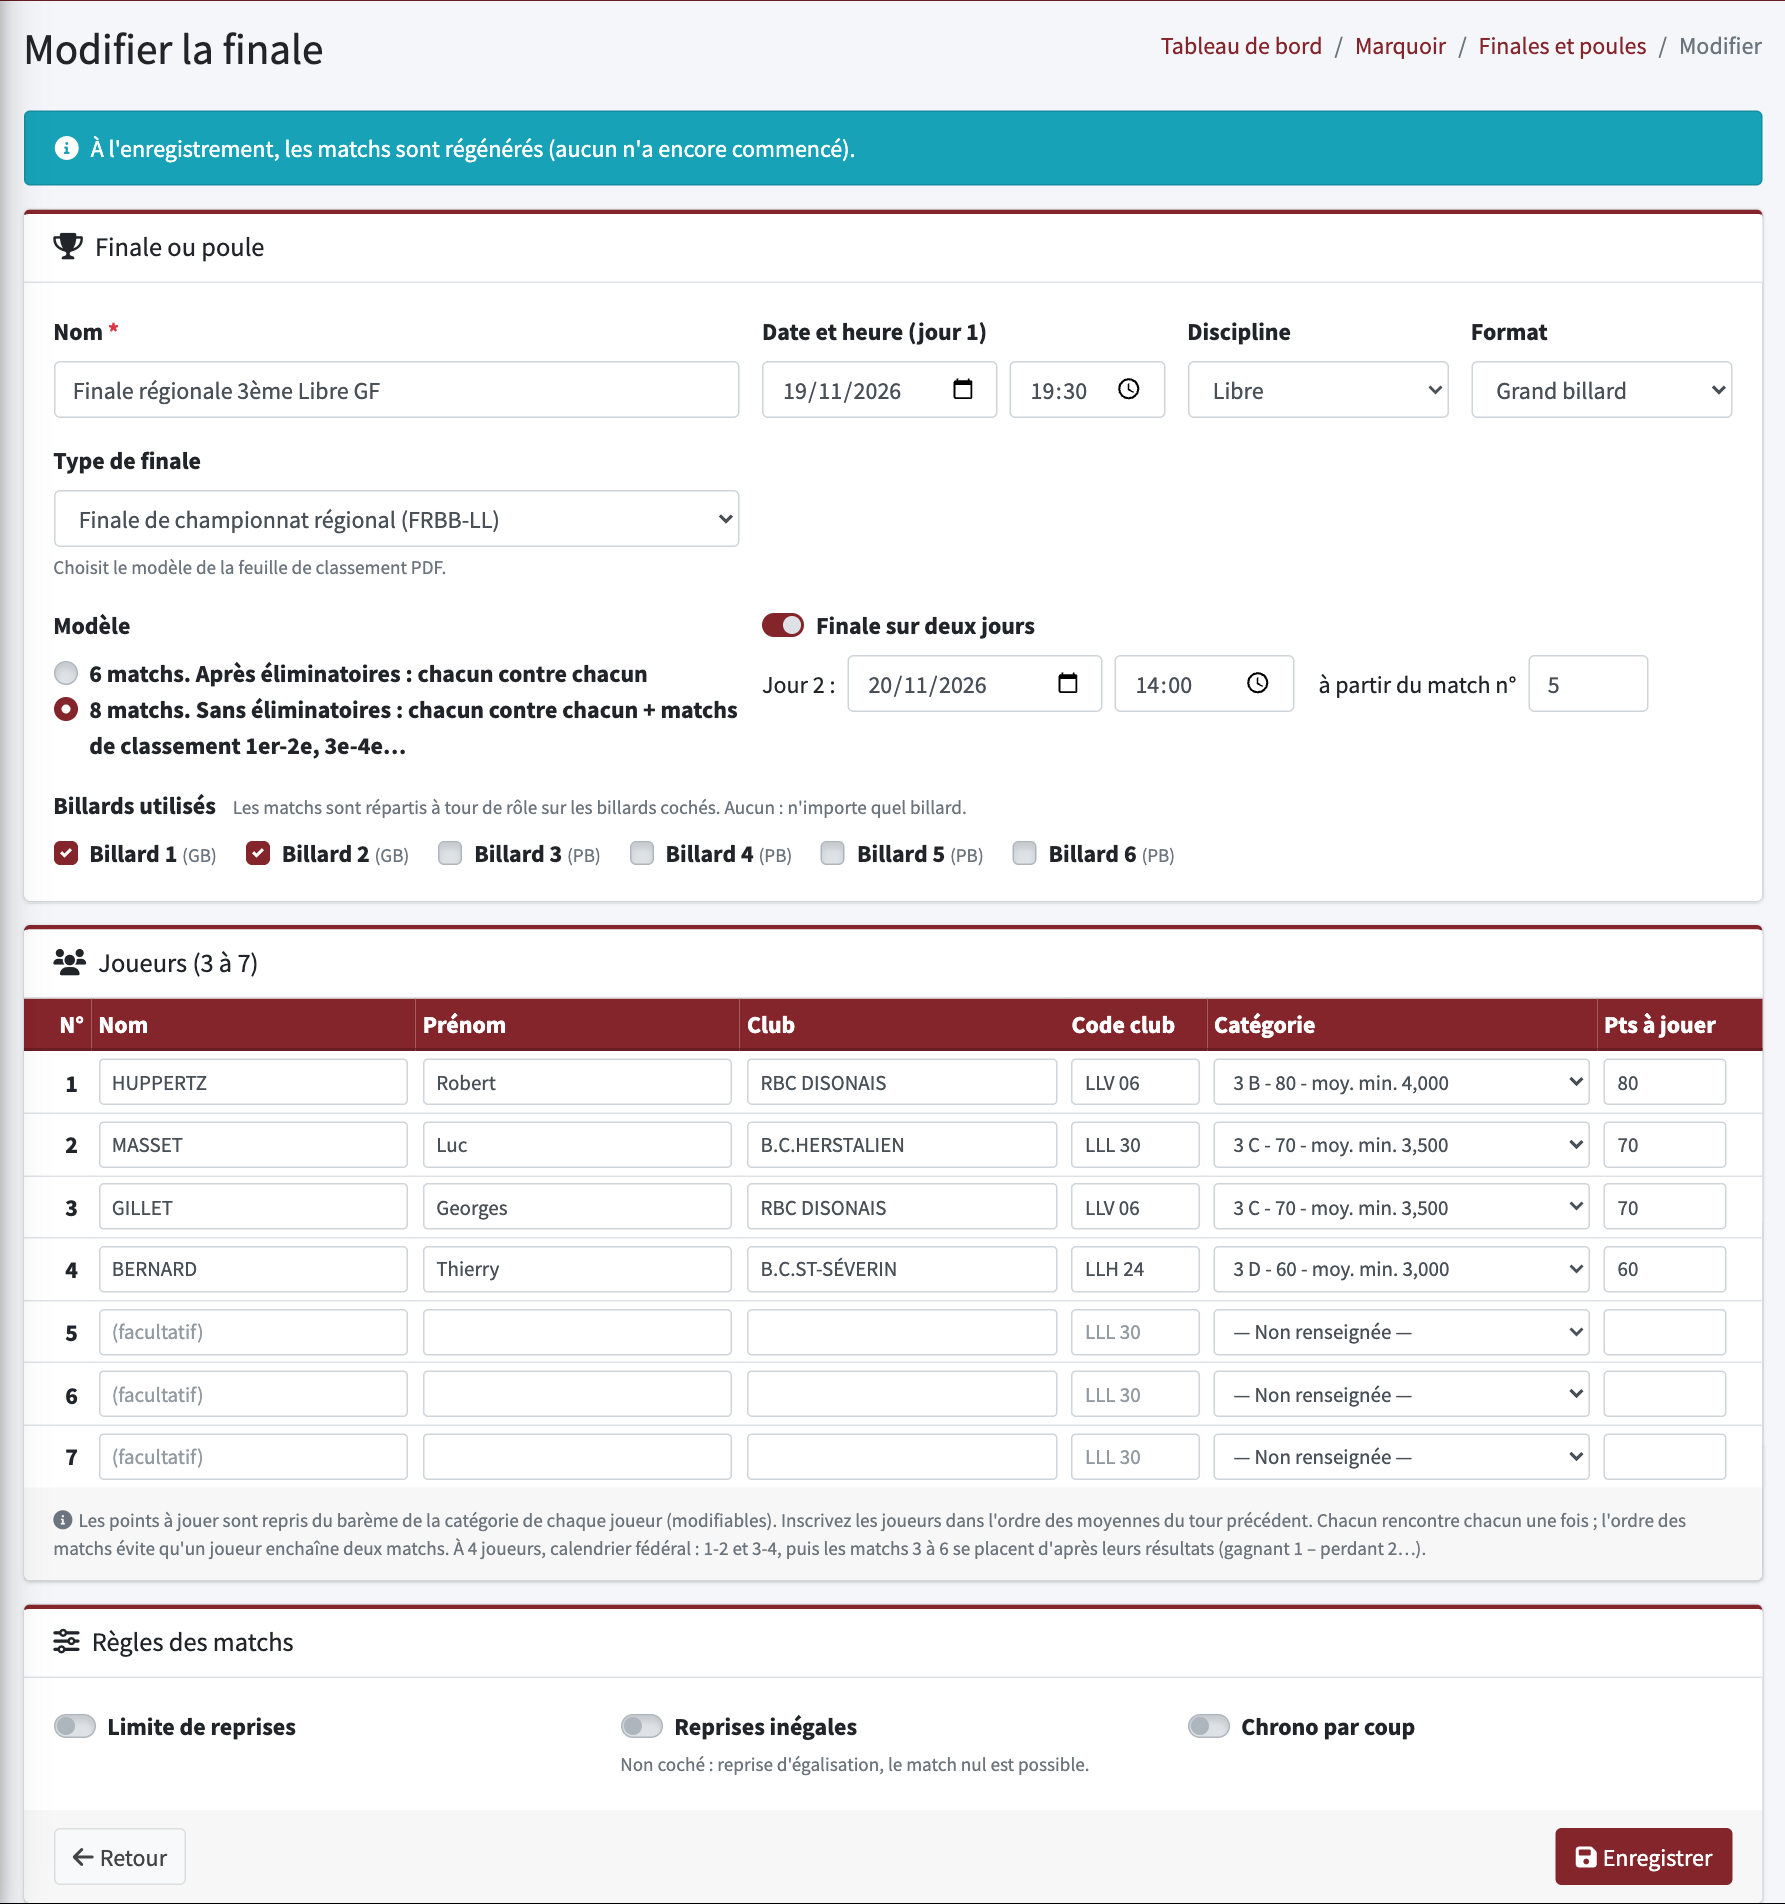 Modifier la finale
Tableau de bord / Marquoir / Finales et poules / Modifier
À l'enregistrement, les matchs sont régénérés (aucun n'a encore commencé).
Finale ou poule
Nom *
Date et heure (jour 1)
Discipline
Format
Finale régionale 3ème Libre GF
19/11/2026
19:30
Libre
Grand billard
Type de finale
Finale de championnat régional (FRBB-LL)
Choisit le modèle de la feuille de classement PDF.
Modèle
6 matchs. Après éliminatoires : chacun contre chacun
8 matchs. Sans éliminatoires : chacun contre chacun + matchs
de classement 1er-2e, 3e-4e…
Finale sur deux jours
Jour 2 : 20/11/2026 14:00 à partir du match n° 5
Billards utilisés Les matchs sont répartis à tour de rôle sur les billards cochés. Aucun : n'importe quel billard.
Billard 1 (GB) Billard 2 (GB) Billard 3 (PB) Billard 4 (PB) Billard 5 (PB) Billard 6 (PB)
Joueurs (3 à 7)
N° Nom Prénom Club Code club Catégorie Pts à jouer
1 HUPPERTZ Robert RBC DISONAIS LLV 06 3 B - 80 - moy. min. 4,000 80
2 MASSET Luc B.C.HERSTALIEN LLL 30 3 C - 70 - moy. min. 3,500 70
3 GILLET Georges RBC DISONAIS LLV 06 3 C - 70 - moy. min. 3,500 70
4 BERNARD Thierry B.C.ST-SÉVERIN LLH 24 3 D - 60 - moy. min. 3,000 60
5 (facultatif) LLL 30 — Non renseignée —
6 (facultatif) LLL 30 — Non renseignée —
7 (facultatif) LLL 30 — Non renseignée —
Les points à jouer sont repris du barème de la catégorie de chaque joueur (modifiables). Inscrivez les joueurs dans l'ordre des moyennes du tour précédent. Chacun rencontre chacun une fois ; l'ordre des
matchs évite qu'un joueur enchaîne deux matchs. À 4 joueurs, calendrier fédéral : 1-2 et 3-4, puis les matchs 3 à 6 se placent d'après leurs résultats (gagnant 1 – perdant 2…).
Règles des matchs
Limite de reprises
Reprises inégales
Non coché : reprise d'égalisation, le match nul est possible.
Chrono par coup
Retour
Enregistrer